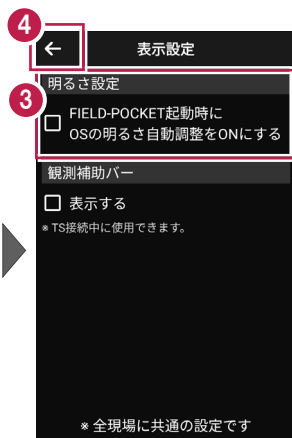 4
← 表示設定
明るさ設定
3
FIELD-POCKET起動時に
OSの明るさ自動調整をONにする
観測補助バー
表示する
※TS接続中に使用できます。
※全現場に共通の設定です